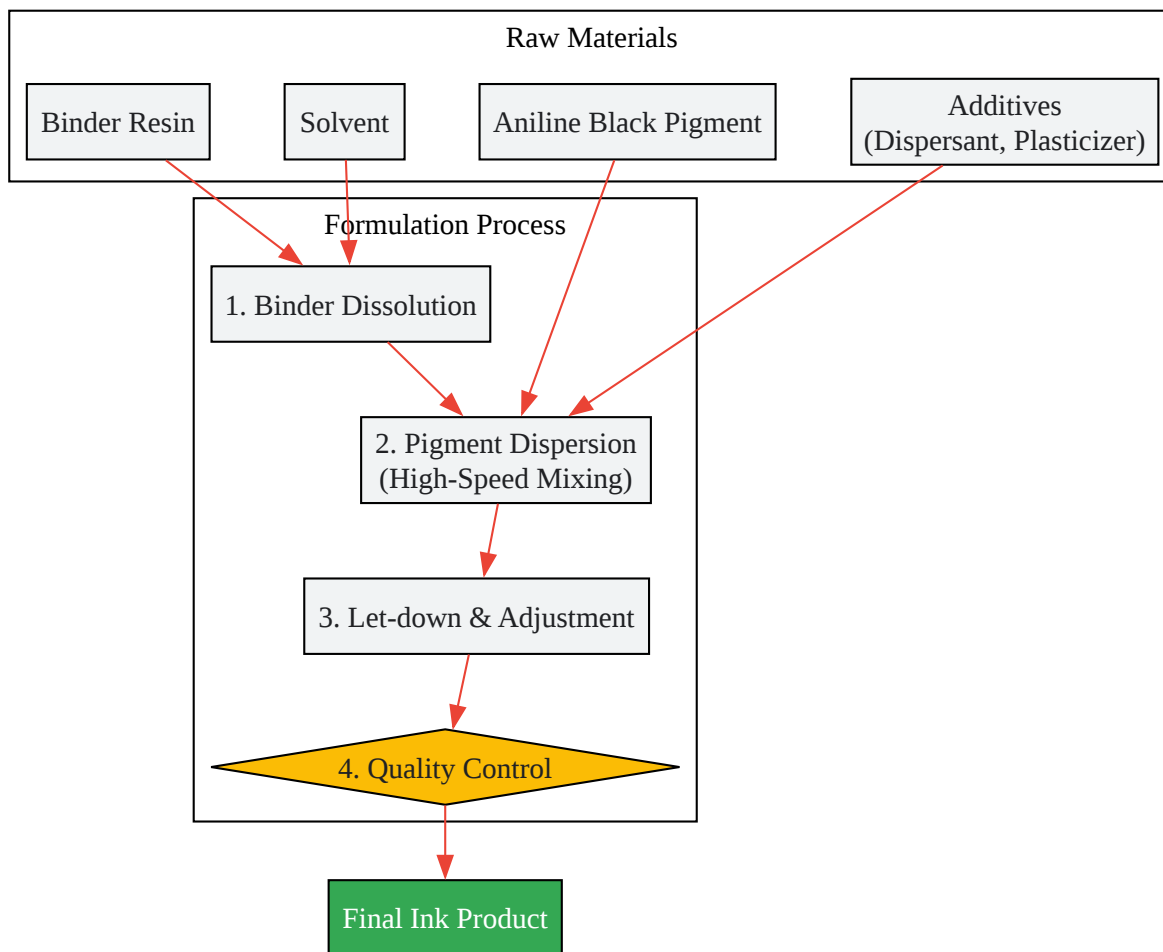 Raw Materials
Binder Resin
Solvent
Aniline Black Pigment
Additives
(Dispersant, Plasticizer)
Formulation Process
1. Binder Dissolution
2. Pigment Dispersion
(High-Speed Mixing)
3. Let-down & Adjustment
4. Quality Control
Final Ink Product